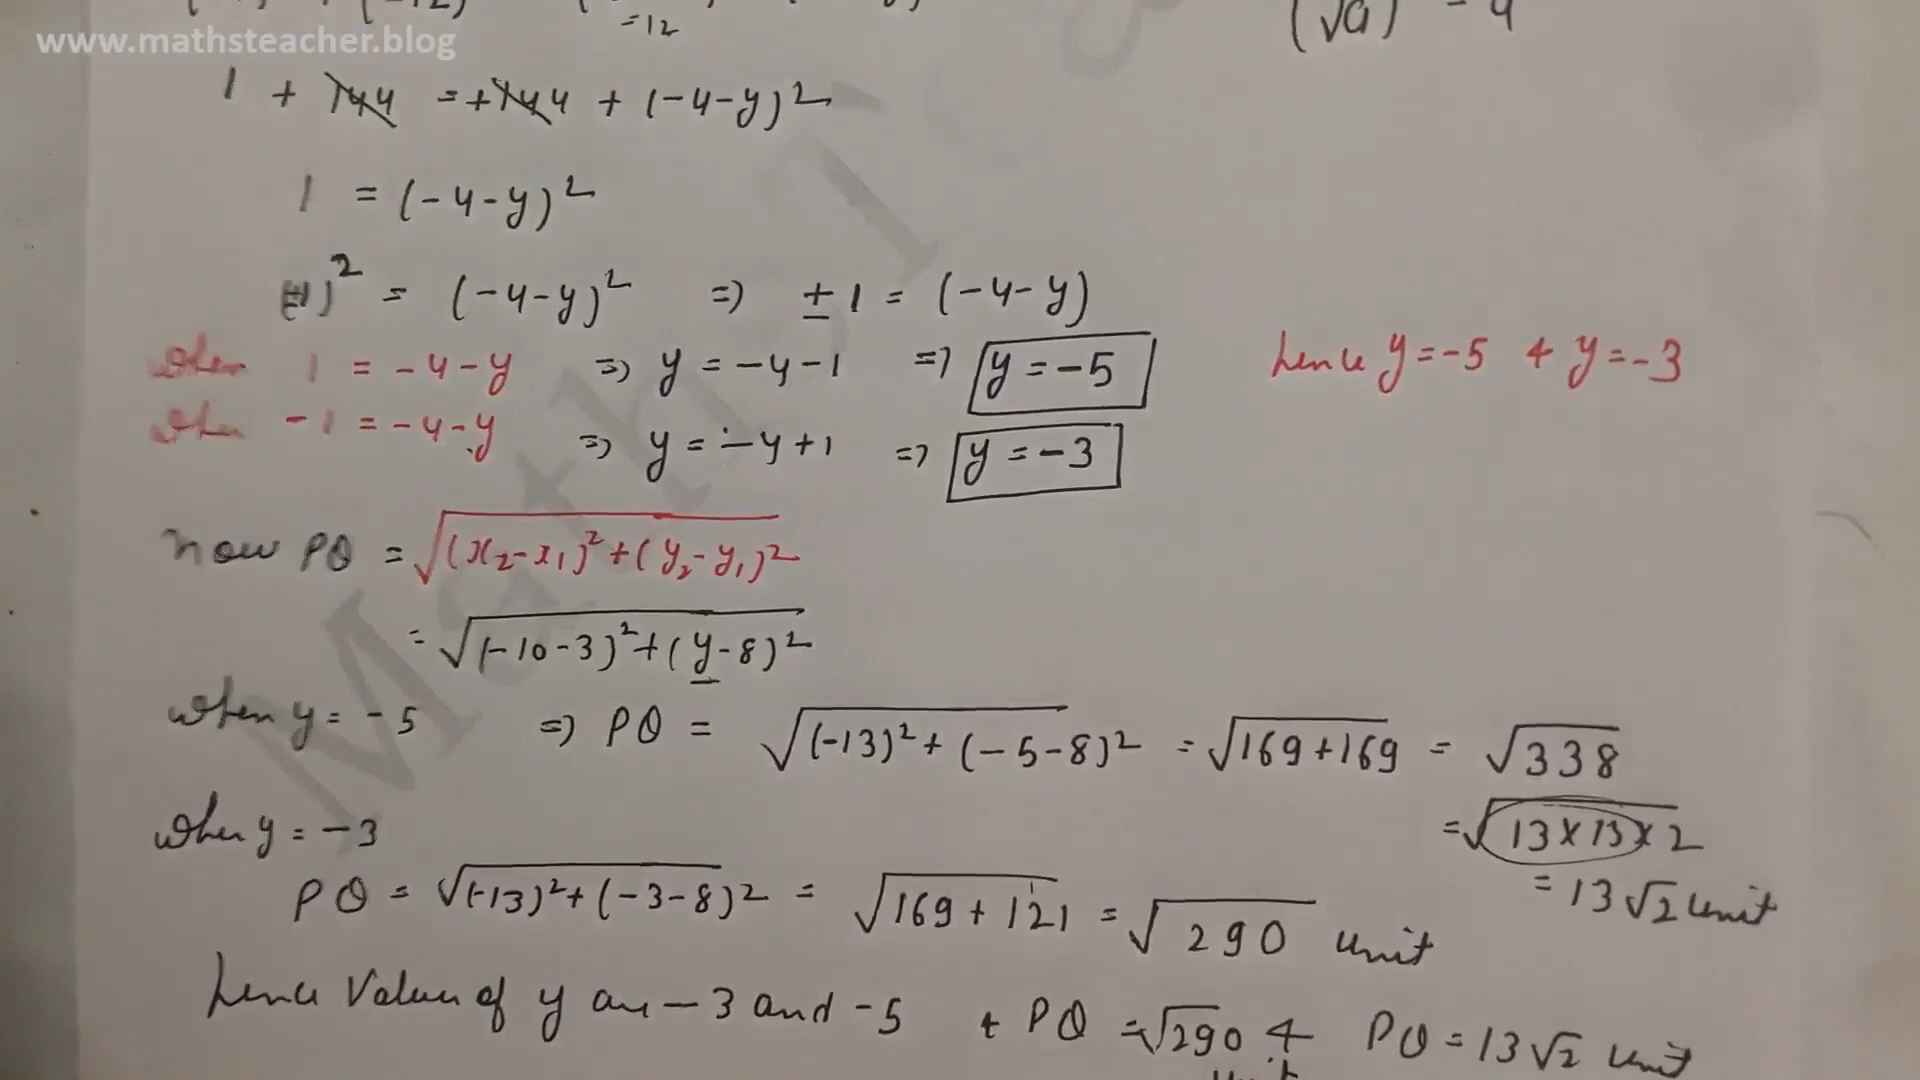 www.mathsteacher.blog
=12
(√a) = 4
1 + 144 = +144 + (-4-y)²
1 = (-4-y)²
(±1)² = (-4-y)² => ±1 = (-4-y)
when 1 = -4-y => y = -4-1 => y = -5 hence y = -5 & y = -3
when -1 = -4-y => y = -4+1 => y = -3
now PQ = √(x₂-x₁)²+(y₂-y₁)²
= √(-10-3)²+(y-8)²
when y = -5 => PQ = √(-13)²+(-5-8)² = √169+169 = √338
= √13×13×2
= 13√2 unit
when y = -3
PQ = √(-13)²+(-3-8)² = √169+121 = √290 unit
hence Value of y are -3 and -5 & PQ = √290 & PQ = 13√2 unit
unit